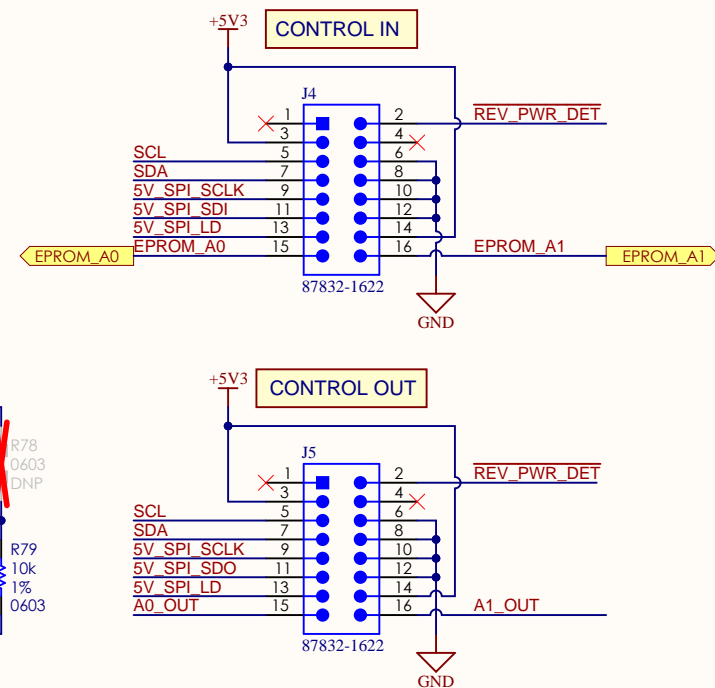 +5V3
CONTROL IN
J4
1 2 REV_PWR_DET
3 4
SCL 5 6
SDA 7 8
5V_SPI_SCLK 9 10
5V_SPI_SDI 11 12
5V_SPI_LD 13 14
EPROM_A0 EPROM_A0 15 16 EPROM_A1 EPROM_A1
87832-1622
GND
+5V3
CONTROL OUT
J5
1 2 REV_PWR_DET
3 4
SCL 5 6
SDA 7 8
5V_SPI_SCLK 9 10
5V_SPI_SDO 11 12
5V_SPI_LD 13 14
A0_OUT 15 16 A1_OUT
87832-1622
GND
R78
0603
DNP
R79
10k
1%
0603